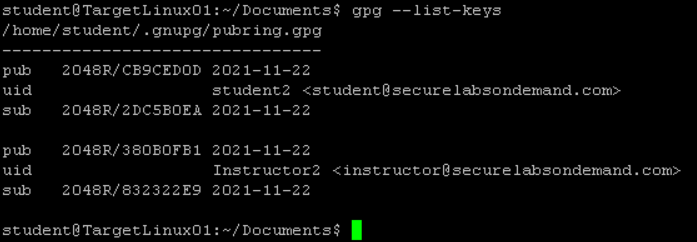 student@TargetLinux01:~/Documents$ gpg --list-keys
/home/student/.gnupg/pubring.gpg
--------------------------------
pub   2048R/CB9CED0D 2021-11-22
uid                  student2 <student@securelabsondemand.com>
sub   2048R/2DC5B0EA 2021-11-22

pub   2048R/380B0FB1 2021-11-22
uid                  Instructor2 <instructor@securelabsondemand.com>
sub   2048R/832322E9 2021-11-22

student@TargetLinux01:~/Documents$